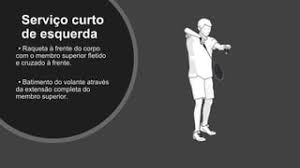 Serviço curto
de esquerda
• Raqueta à frente do corpo
com o membro superior fletido
e cruzado à frente.
• Batimento do volante através
da extensão completa do
membro superior.